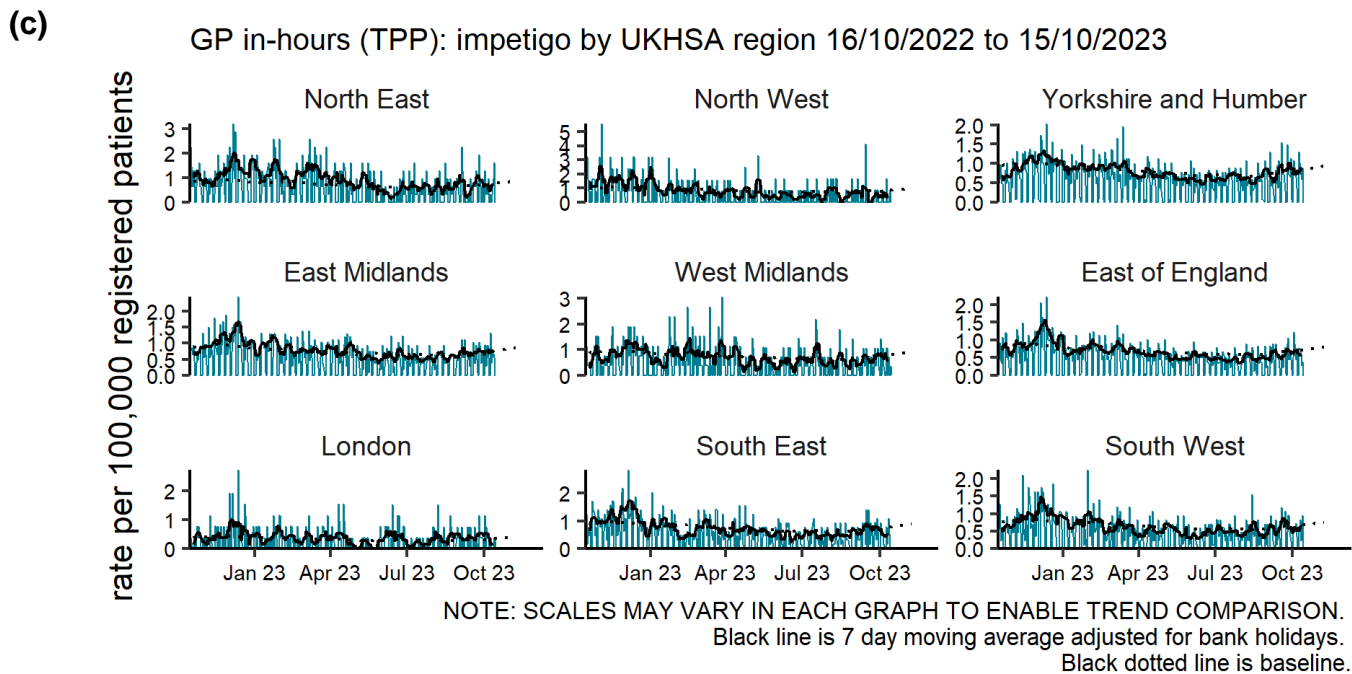 (c)
GP in-hours (TPP): impetigo by UKHSA region 16/10/2022 to 15/10/2023
rate per 100,000 registered patients
North East
3
2
1
0
North West
5
4
3
2
1
0
Yorkshire and Humber
2.0
1.5
1.0
0.5
0.0
East Midlands
2.0
1.5
1.0
0.5
0.0
West Midlands
3
2
1
0
East of England
2.0
1.5
1.0
0.5
0.0
London
2
1
0
Jan 23 Apr 23 Jul 23 Oct 23
South East
2
1
0
Jan 23 Apr 23 Jul 23 Oct 23
South West
2.0
1.5
1.0
0.5
0.0
Jan 23 Apr 23 Jul 23 Oct 23
NOTE: SCALES MAY VARY IN EACH GRAPH TO ENABLE TREND COMPARISON.
Black line is 7 day moving average adjusted for bank holidays.
Black dotted line is baseline.